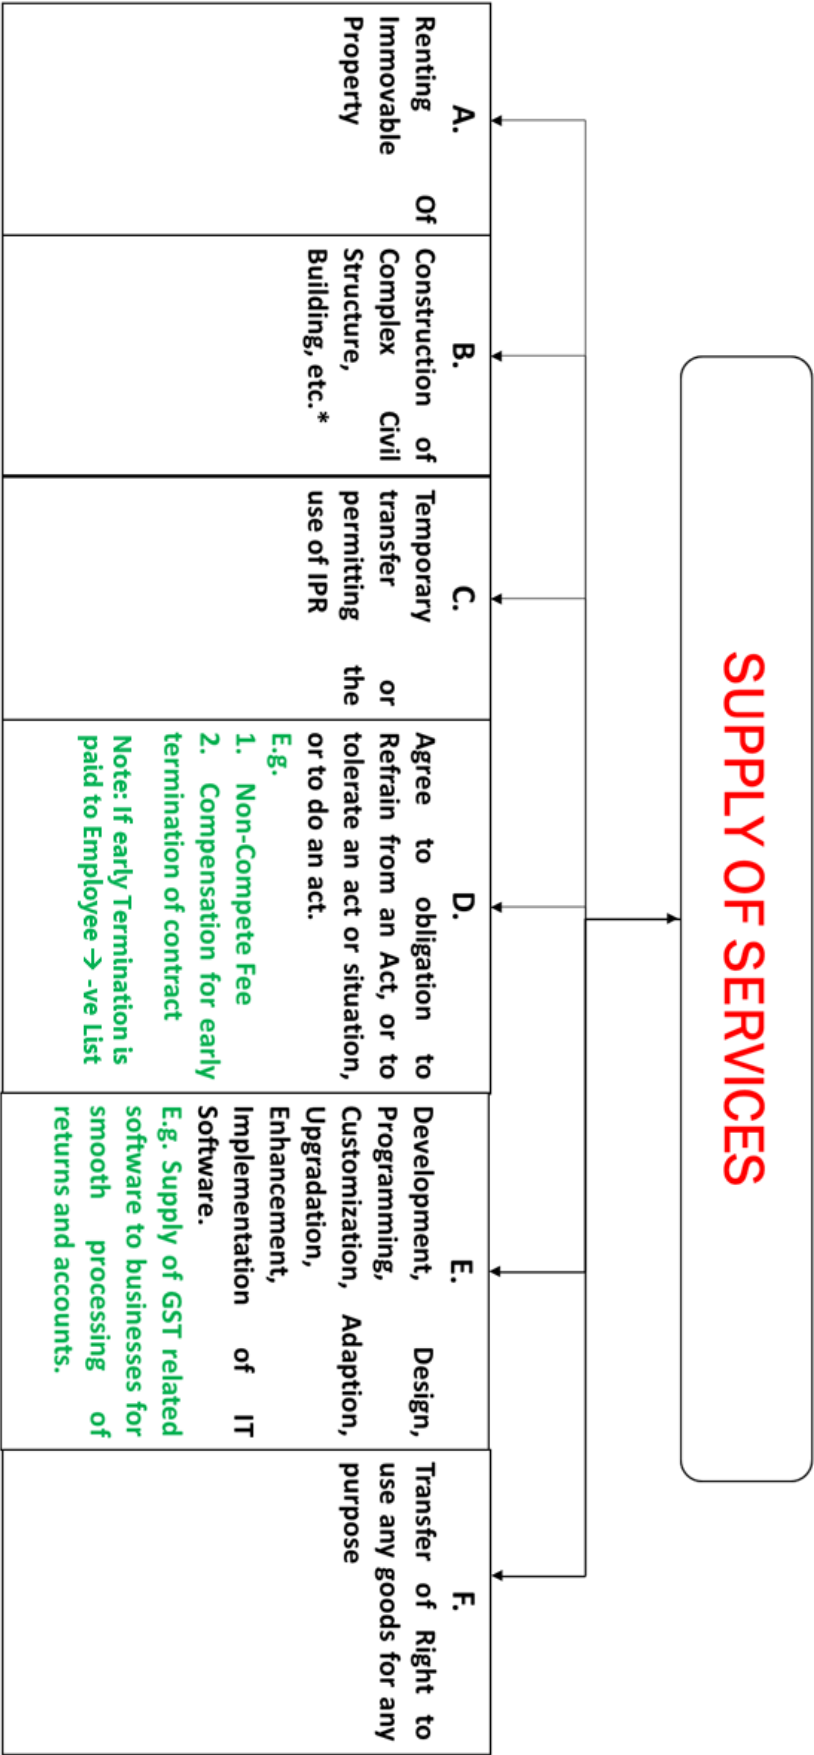 SUPPLY OF SERVICES
A.
Renting Of
Immovable
Property
B.
Construction of
Complex Civil
Structure,
Building, etc.*
C.
Temporary
transfer or
permitting the
use of IPR
D.
Agree to obligation to
Refrain from an Act, or to
tolerate an act or situation,
or to do an act.
E.g.
1. Non-Compete Fee
2. Compensation for early
termination of contract
Note: If early Termination is
paid to Employee → -ve List
E.
Development, Design,
Programming,
Customization, Adaption,
Upgradation,
Enhancement,
Implementation of IT
Software.
E.g. Supply of GST related
software to businesses for
smooth processing of
returns and accounts.
F.
Transfer of Right to
use any goods for any
purpose